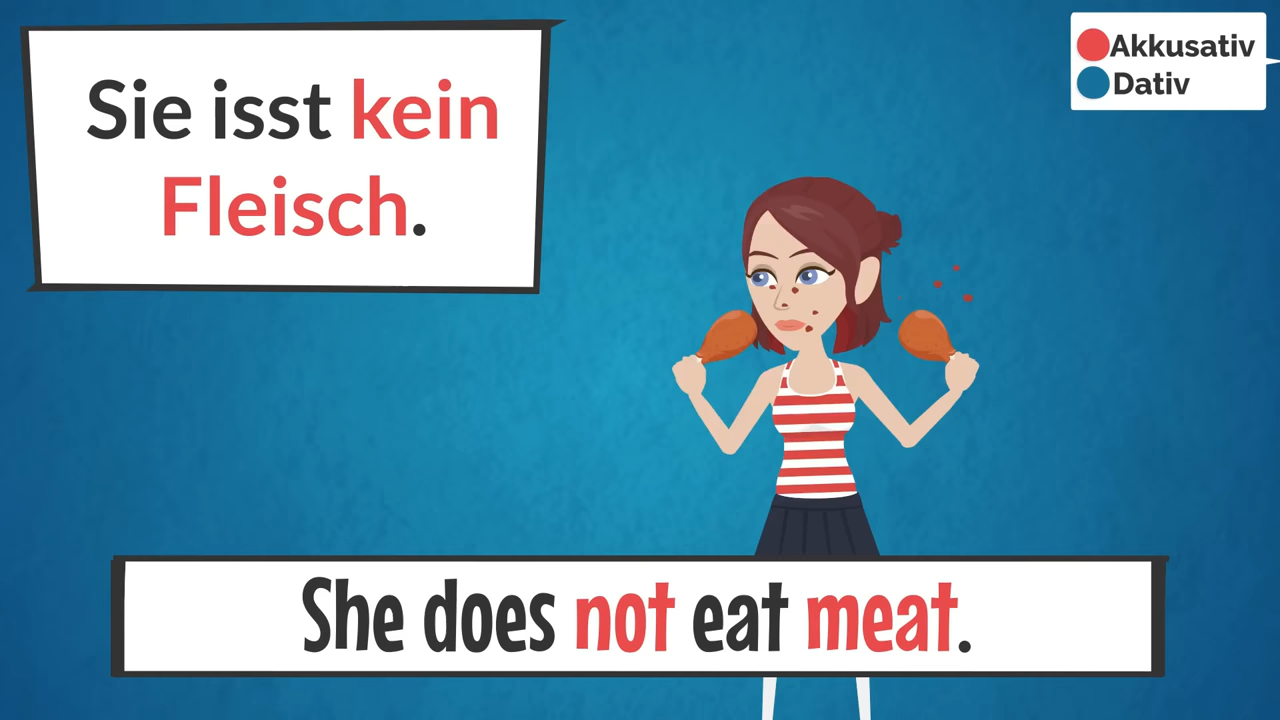 Sie isst kein
Fleisch.
Akkusativ
Dativ
She does not eat meat.